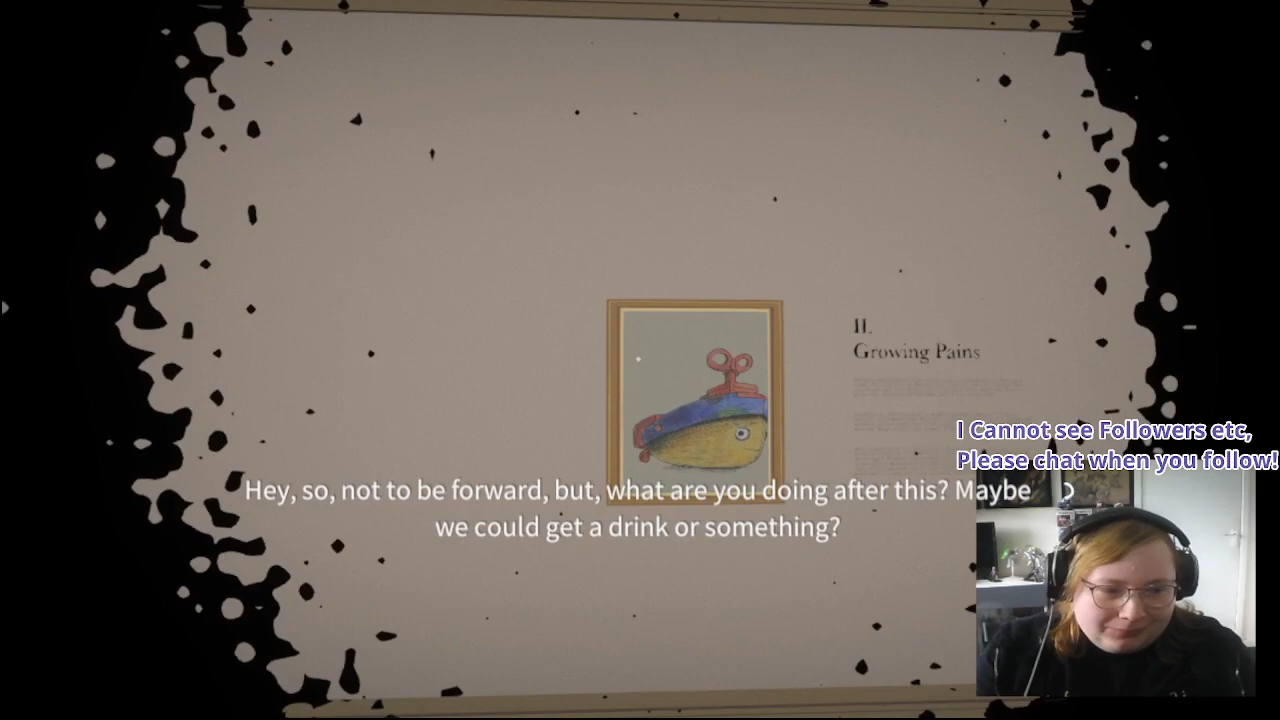 II.
Growing Pains
I Cannot see Followers etc,
Please chat when you follow!
Hey, so, not to be forward, but, what are you doing after this? Maybe
we could get a drink or something?